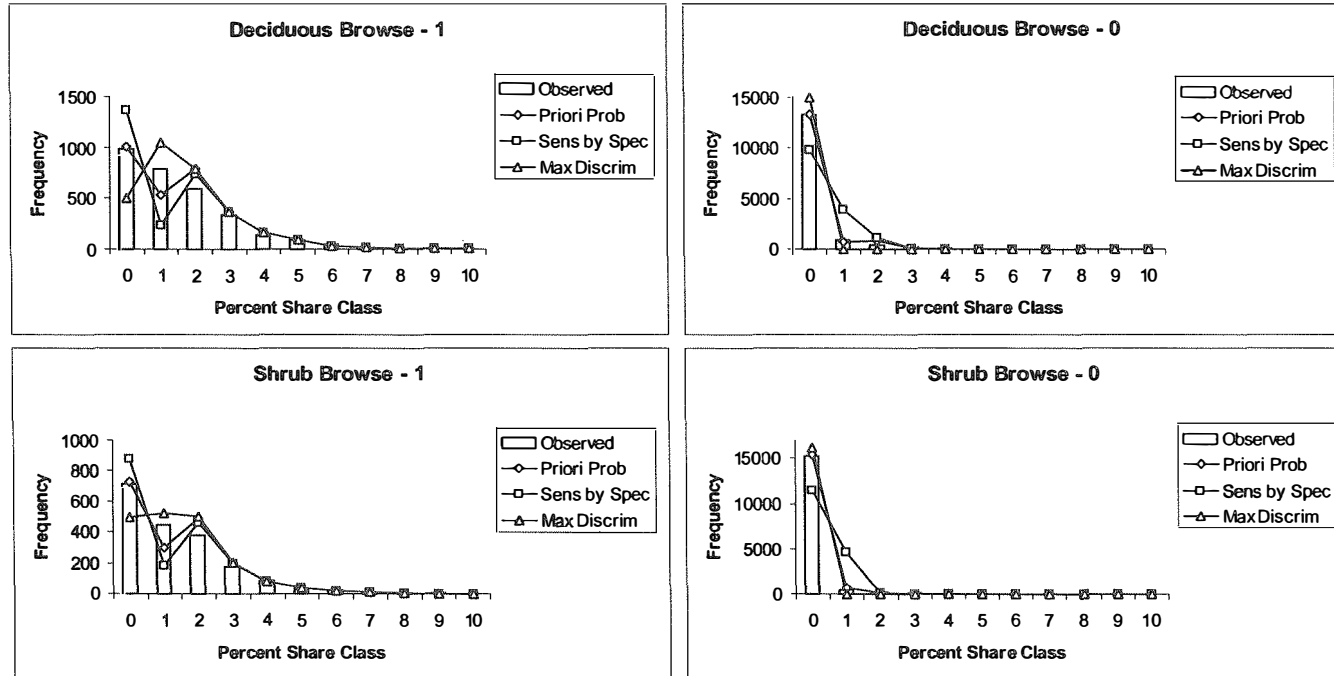 Deciduous Browse - 1
Observed
Priori Prob
Sens by Spec
Max Discrim
1500
1000
500
0
Frequency
0 1 2 3 4 5 6 7 8 9 10
Percent Share Class
Deciduous Browse - 0
Observed
Priori Prob
Sens by Spec
Max Discrim
15000
10000
5000
0
Frequency
0 1 2 3 4 5 6 7 8 9 10
Percent Share Class
Shrub Browse - 1
Observed
Priori Prob
Sens by Spec
Max Discrim
1000
800
600
400
200
0
Frequency
0 1 2 3 4 5 6 7 8 9 10
Percent Share Class
Shrub Browse - 0
Observed
Priori Prob
Sens by Spec
Max Discrim
15000
10000
5000
0
Frequency
0 1 2 3 4 5 6 7 8 9 10
Percent Share Class